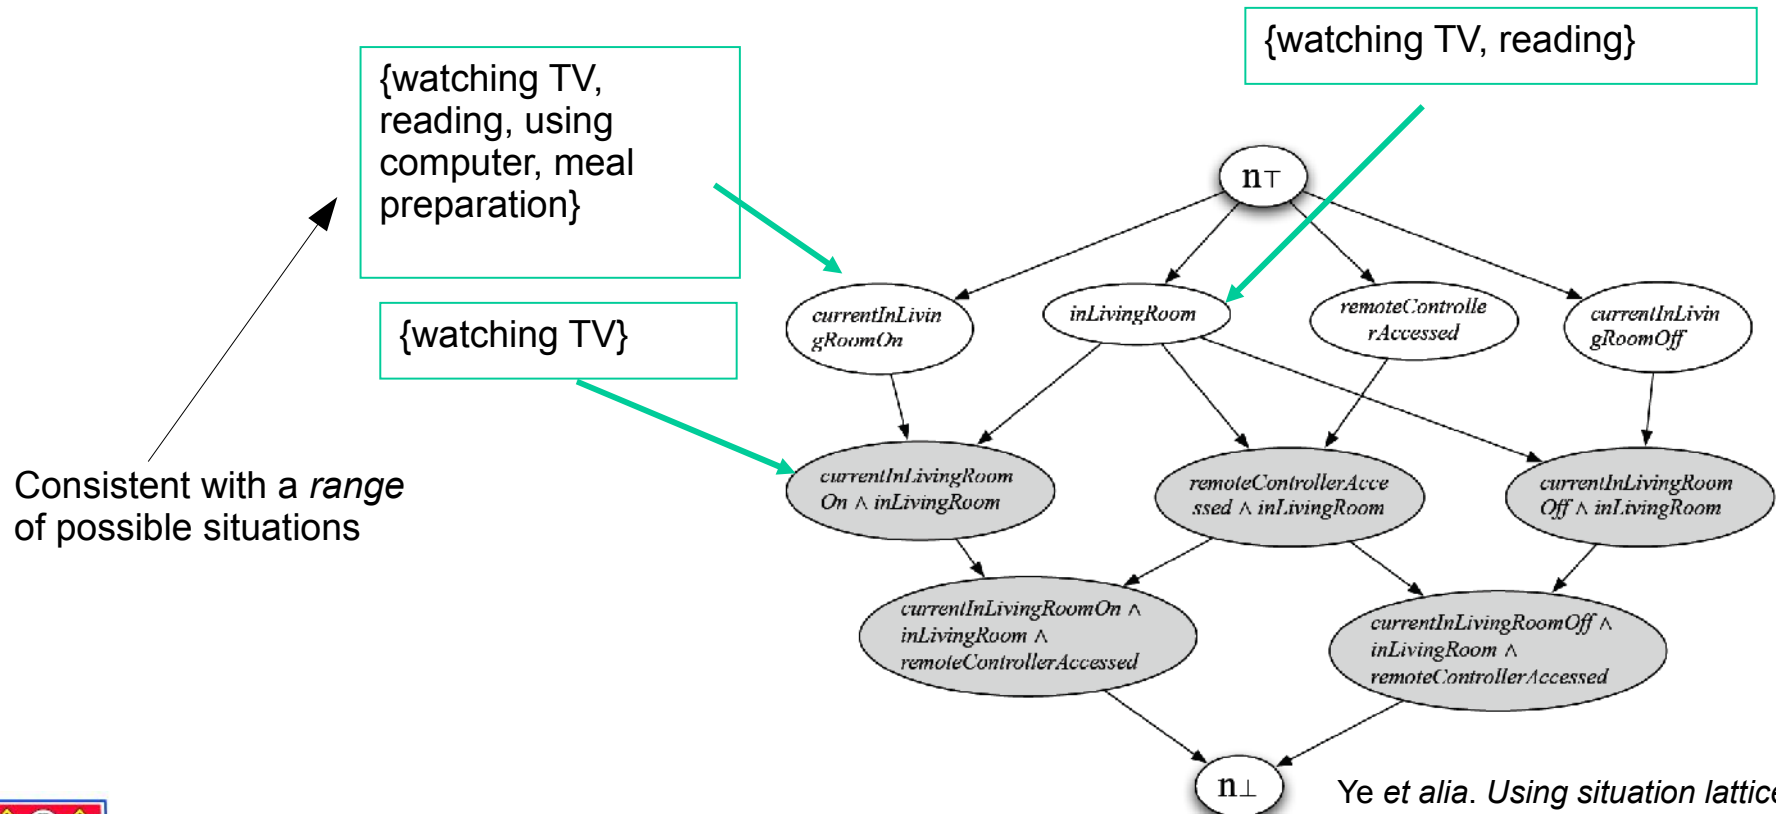 {watching TV, reading}
{watching TV,
reading, using
computer, meal
preparation}
n⊤
currentInLivin
gRoomOn
inLivingRoom
remoteControlle
rAccessed
currentInLivin
gRoomOff
{watching TV}
Consistent with a range
of possible situations
currentInLivingRoom
On ∧ inLivingRoom
remoteControllerAcce
ssed ∧ inLivingRoom
currentInLivingRoom
Off ∧ inLivingRoom
currentInLivingRoomOn ∧
inLivingRoom ∧
remoteControllerAccessed
currentInLivingRoomOff ∧
inLivingRoom ∧
remoteControllerAccessed
n⊥
Ye et alia. Using situation lattice